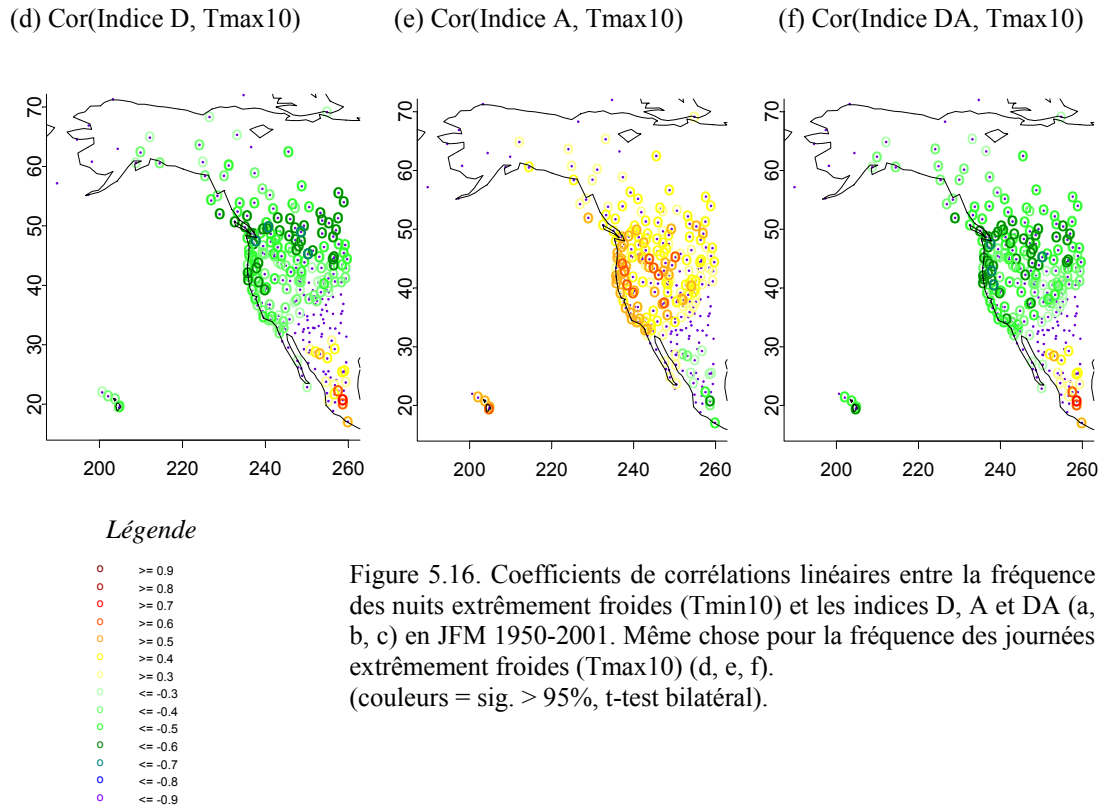 (d) Cor(Indice D, Tmax10)
(e) Cor(Indice A, Tmax10)
(f) Cor(Indice DA, Tmax10)
70
60
50
40
30
20
200 220 240 260
70
60
50
40
30
20
200 220 240 260
70
60
50
40
30
20
200 220 240 260
Légende
>= 0.9
>= 0.8
>= 0.7
>= 0.6
>= 0.5
>= 0.4
>= 0.3
<= -0.3
<= -0.4
<= -0.5
<= -0.6
<= -0.7
<= -0.8
<= -0.9
Figure 5.16. Coefficients de corrélations linéaires entre la fréquence
des nuits extrêmement froides (Tmin10) et les indices D, A et DA (a,
b, c) en JFM 1950-2001. Même chose pour la fréquence des journées
extrêmement froides (Tmax10) (d, e, f).
(couleurs = sig. > 95%, t-test bilatéral).